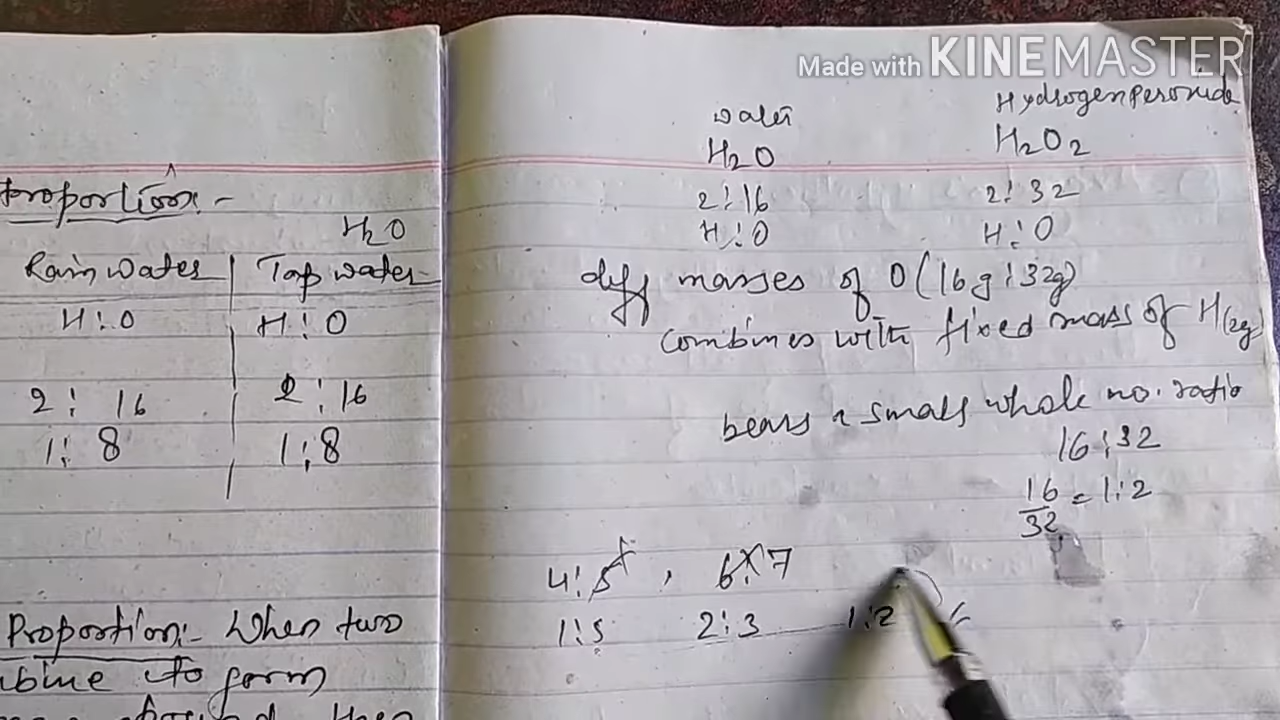 Made with KINEMASTER
Proportion:-
H2O
Rain water Tap water
H:O H:O
2: 16 2:16
1: 8 1:8
Proportion:- When two
to form
water Hydrogenperoxide
H2O H2O2
2:16 2:32
H:O H:O
diff masses of O(16g:32g)
combines with fixed mass of H(2g)
bears a small whole no. ratio
16:32
16/32 = 1:2
4:5 , 6:7
1:5 2:3 1:2